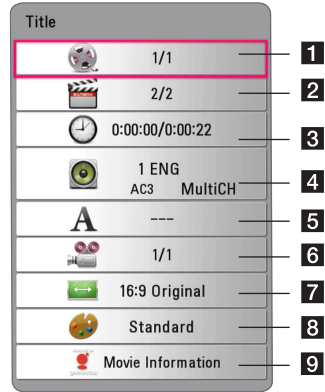 Title
1/1 1
2/2 2
0:00:00/0:00:22 3
1 ENG
AC3 MultiCH 4
--- 5
1/1 6
16:9 Original 7
Standard 8
Movie Information 9